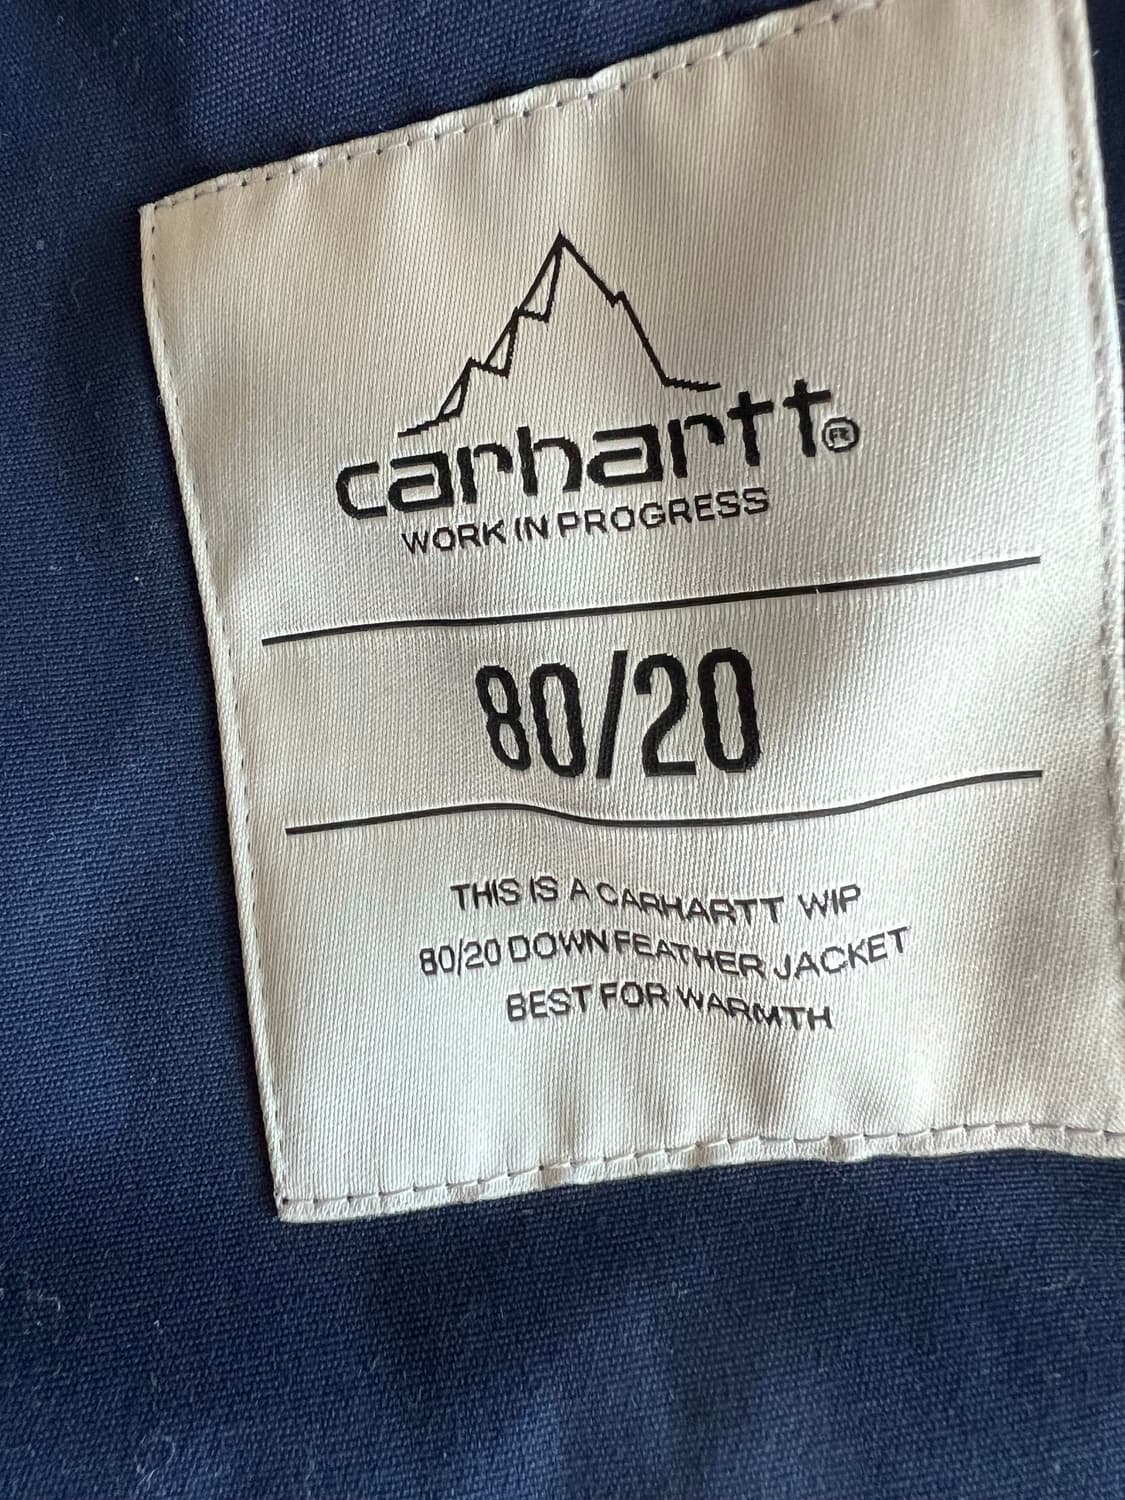 carhartt®
WORK IN PROGRESS
80/20
THIS IS A CARHARTT WIP
80/20 DOWN FEATHER JACKET
BEST FOR WARMTH